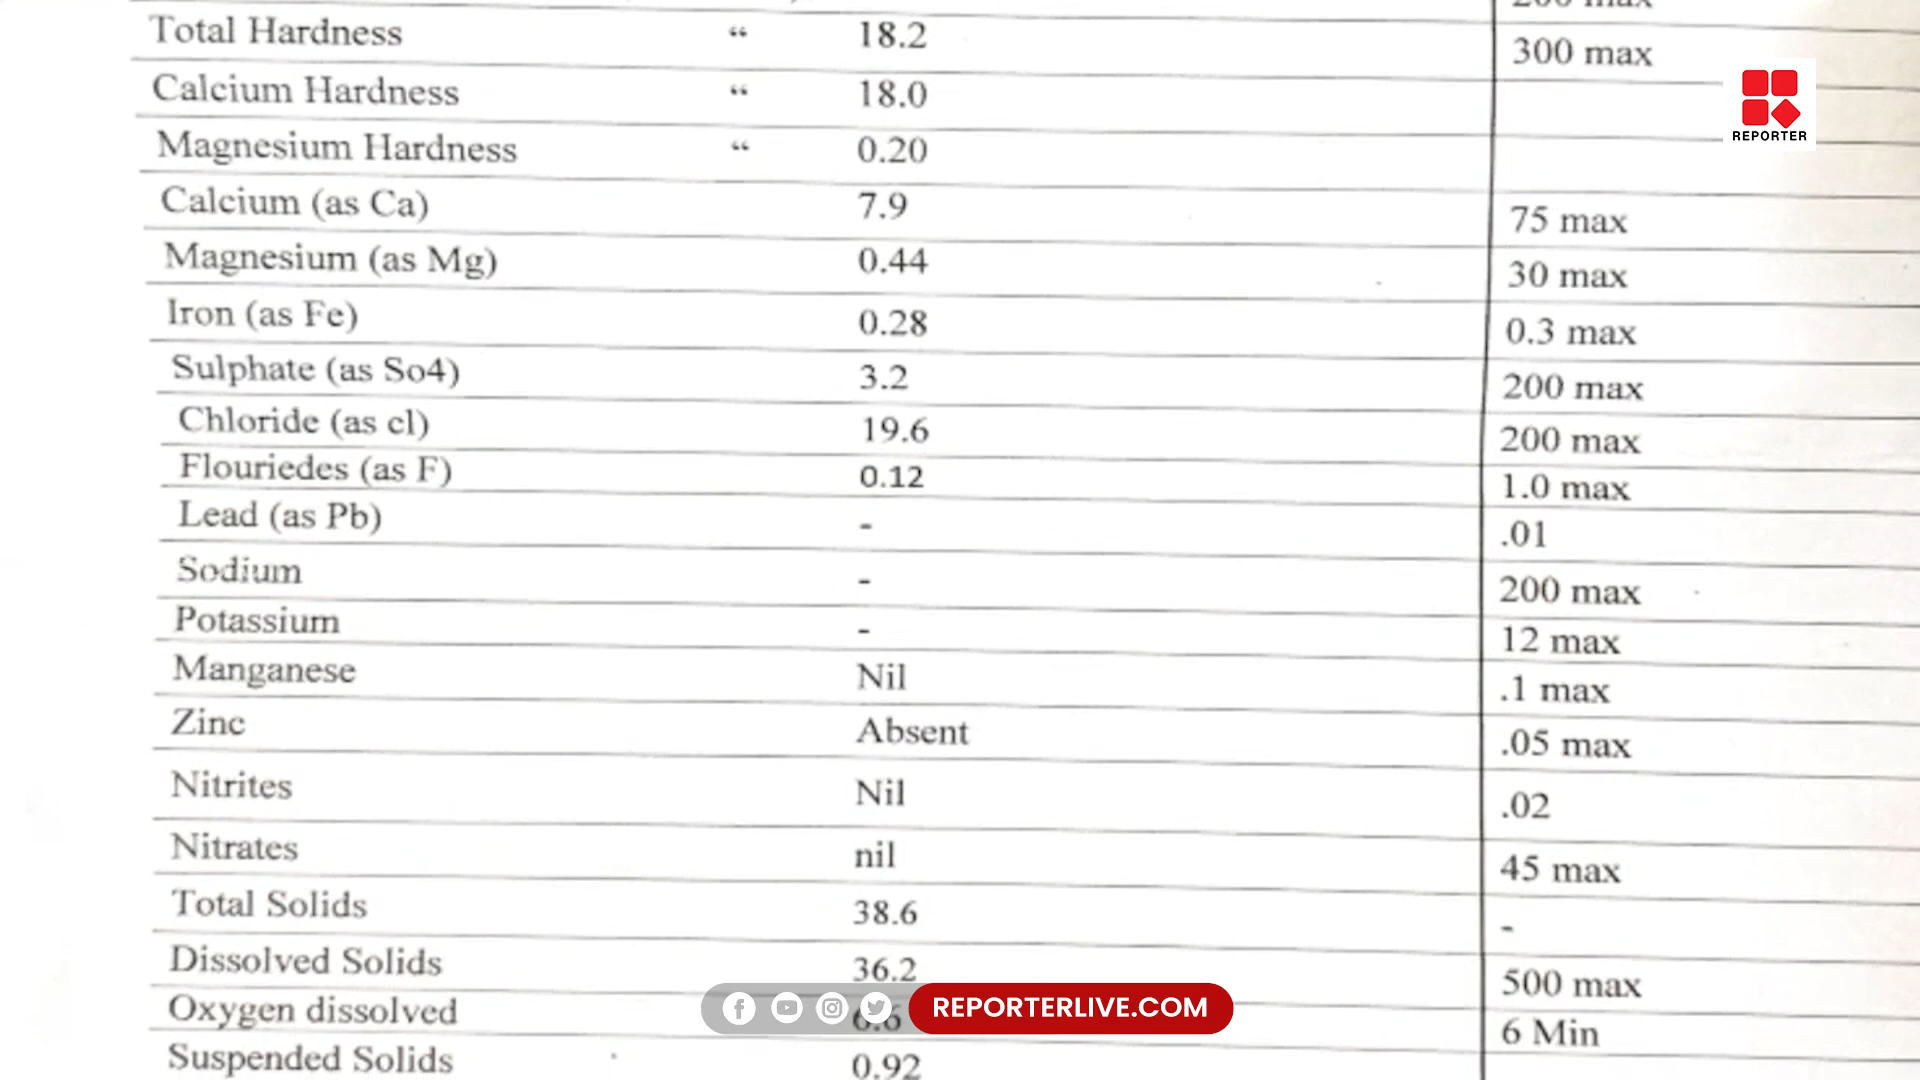 Total Hardness “ 18.2 300 max
Calcium Hardness “ 18.0
Magnesium Hardness “ 0.20
Calcium (as Ca) 7.9 75 max
Magnesium (as Mg) 0.44 30 max
Iron (as Fe) 0.28 0.3 max
Sulphate (as So4) 3.2 200 max
Chloride (as cl) 19.6 200 max
Flouriedes (as F) 0.12 1.0 max
Lead (as Pb) - .01
Sodium - 200 max
Potassium - 12 max
Manganese Nil .1 max
Zinc Absent .05 max
Nitrites Nil .02
Nitrates nil 45 max
Total Solids 38.6 -
Dissolved Solids 36.2 500 max
Oxygen dissolved 6.6 6 Min
Suspended Solids 0.92
REPORTER
REPORTERLIVE.COM